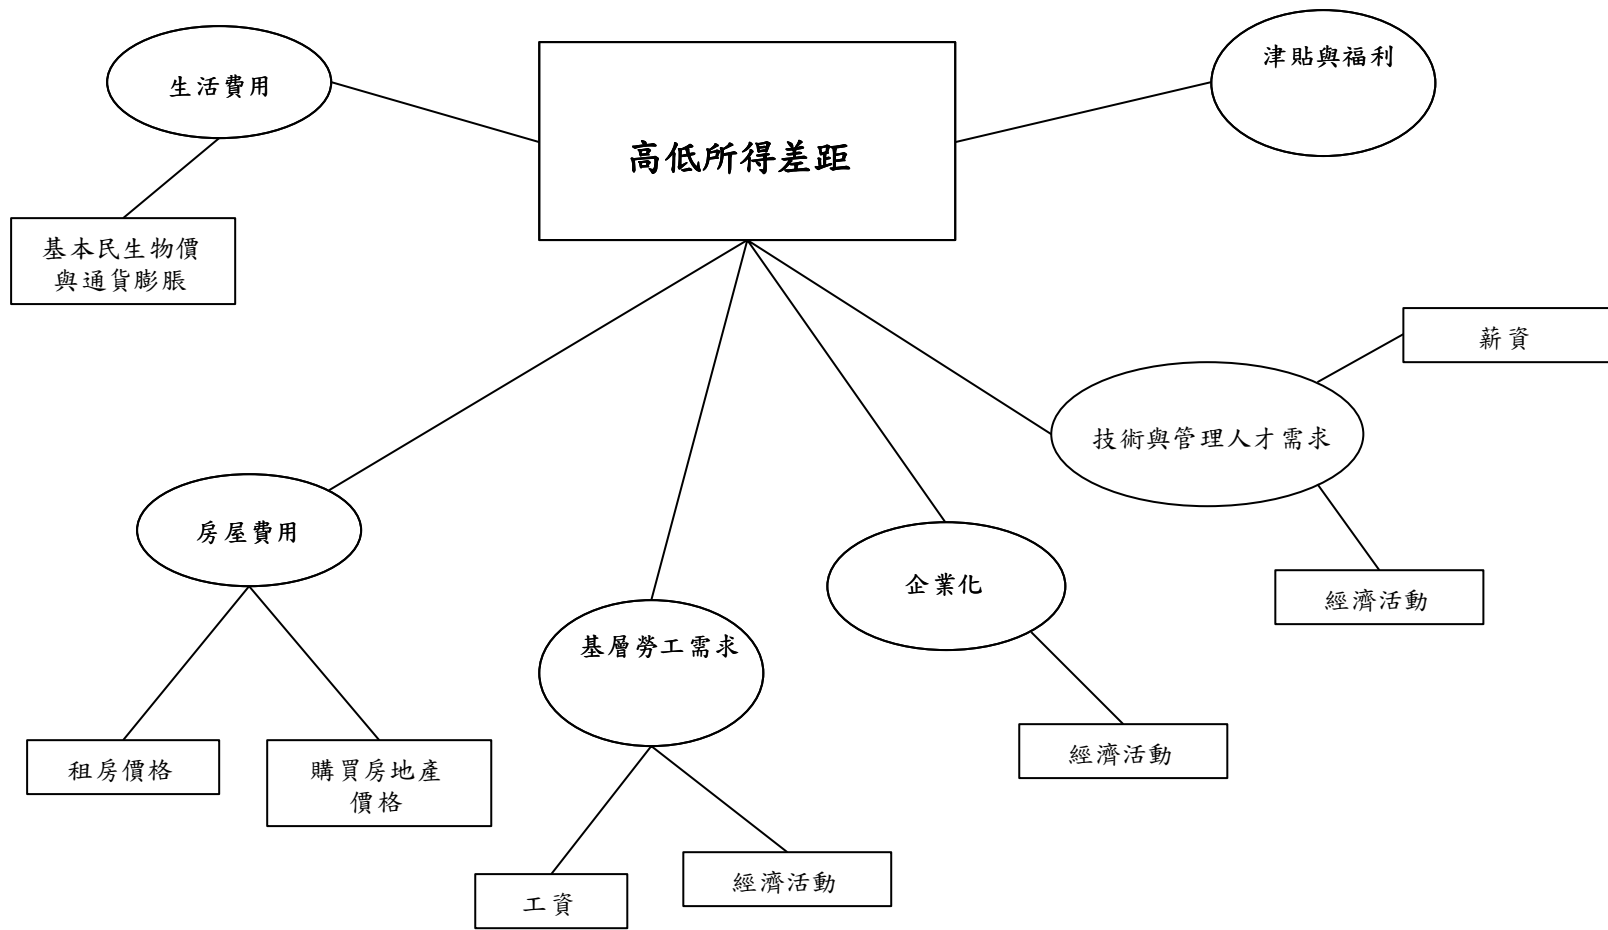 生活費用
津貼與福利
高低所得差距
基本民生物價
與通貨膨脹
薪資
技術與管理人才需求
房屋費用
企業化
經濟活動
基層勞工需求
租房價格
購買房地產
價格
經濟活動
工資
經濟活動